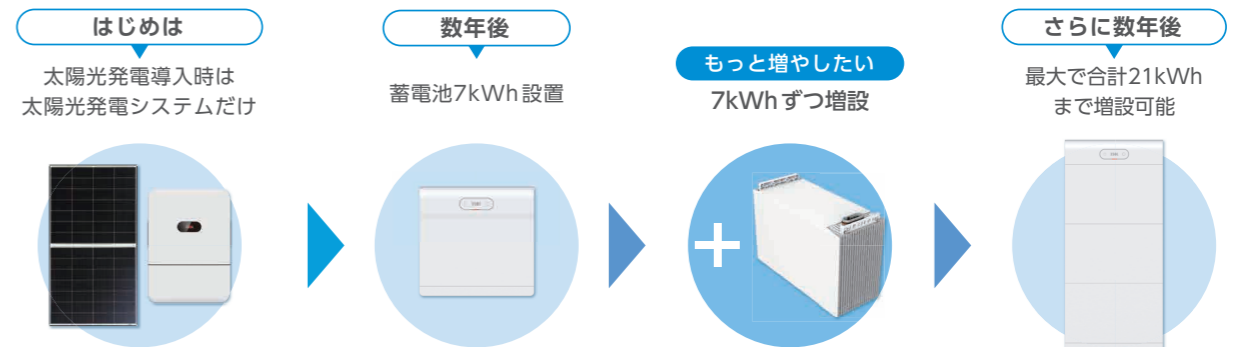 はじめは
太陽光発電導入時は
太陽光発電システムだけ
数年後
蓄電池7kWh設置
もっと増やしたい
7kWhずつ増設
さらに数年後
最大で合計21kWh
まで増設可能